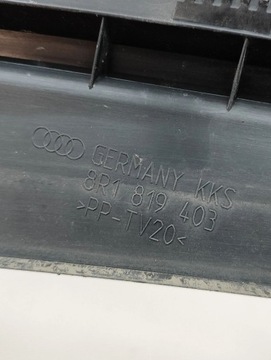 GERMANY KKS
8R1 819 403
>PP-TV20<